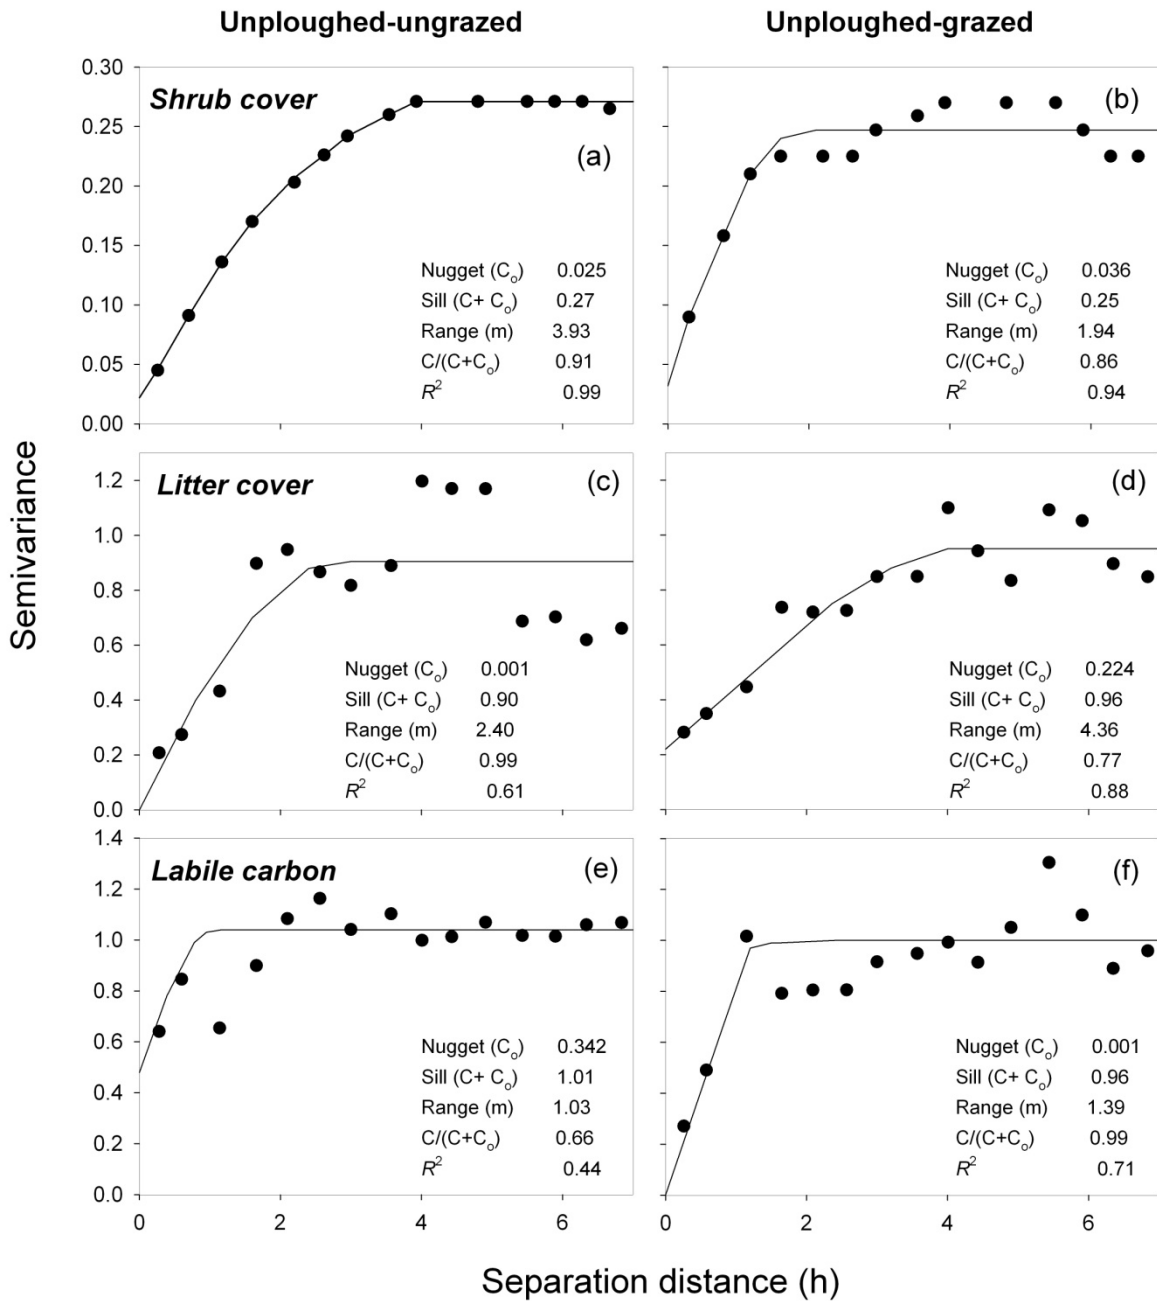 Unploughed-ungrazed
Unploughed-grazed
Semivariance
0.30
0.25
0.20
0.15
0.10
0.05
0.00
Shrub cover
(a)
Nugget (Co) 0.025
Sill (C+ Co) 0.27
Range (m) 3.93
C/(C+Co) 0.91
R2 0.99
0
2
4
6
(b)
Nugget (Co) 0.036
Sill (C+ Co) 0.25
Range (m) 1.94
C/(C+Co) 0.86
R2 0.94
0
2
4
6
1.2
1.0
0.8
0.6
0.4
0.2
0.0
Litter cover
(c)
Nugget (Co) 0.001
Sill (C+ Co) 0.90
Range (m) 2.40
C/(C+Co) 0.99
R2 0.61
(d)
Nugget (Co) 0.224
Sill (C+ Co) 0.96
Range (m) 4.36
C/(C+Co) 0.77
R2 0.88
1.4
1.2
1.0
0.8
0.6
0.4
0.2
0.0
Labile carbon
(e)
Nugget (Co) 0.342
Sill (C+ Co) 1.01
Range (m) 1.03
C/(C+Co) 0.66
R2 0.44
0 2 4 6
(f)
Nugget (Co) 0.001
Sill (C+ Co) 0.96
Range (m) 1.39
C/(C+Co) 0.99
R2 0.71
0 2 4 6
Separation distance (h)